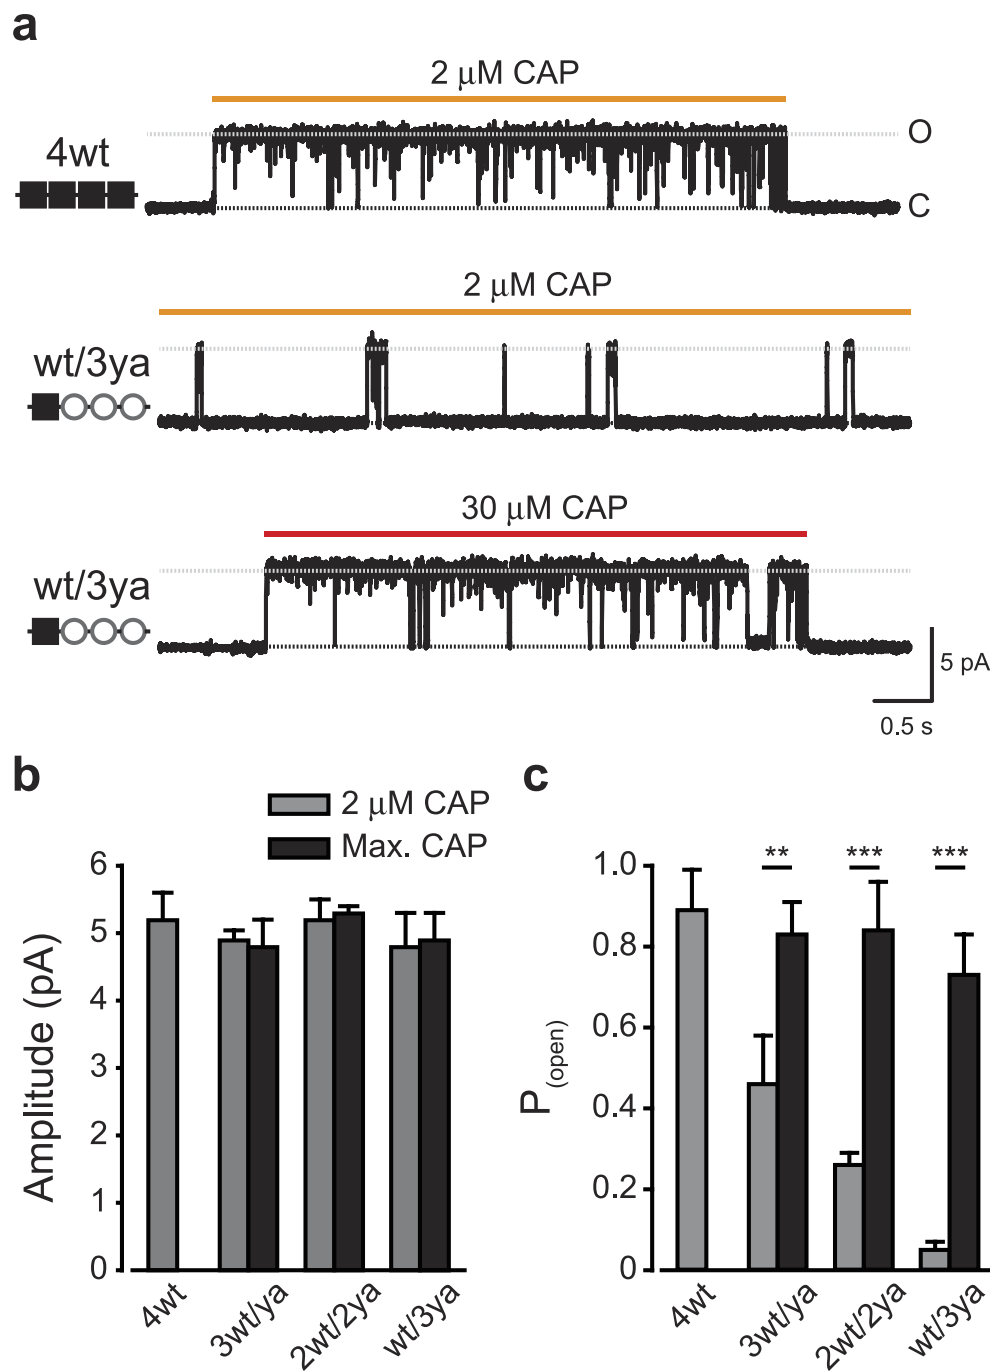 a
2 μM CAP
O
4wt
C
2 μM CAP
wt/3ya
30 μM CAP
wt/3ya
5 pA
0.5 s
b
2 μM CAP
Max. CAP
Amplitude (pA)
6
5
4
3
2
1
0
4wt
3wt/ya
2wt/2ya
wt/3ya
c
P(open)
1.0
0.8
0.6
0.4
0.2
0
** *** ***
4wt
3wt/ya
2wt/2ya
wt/3ya